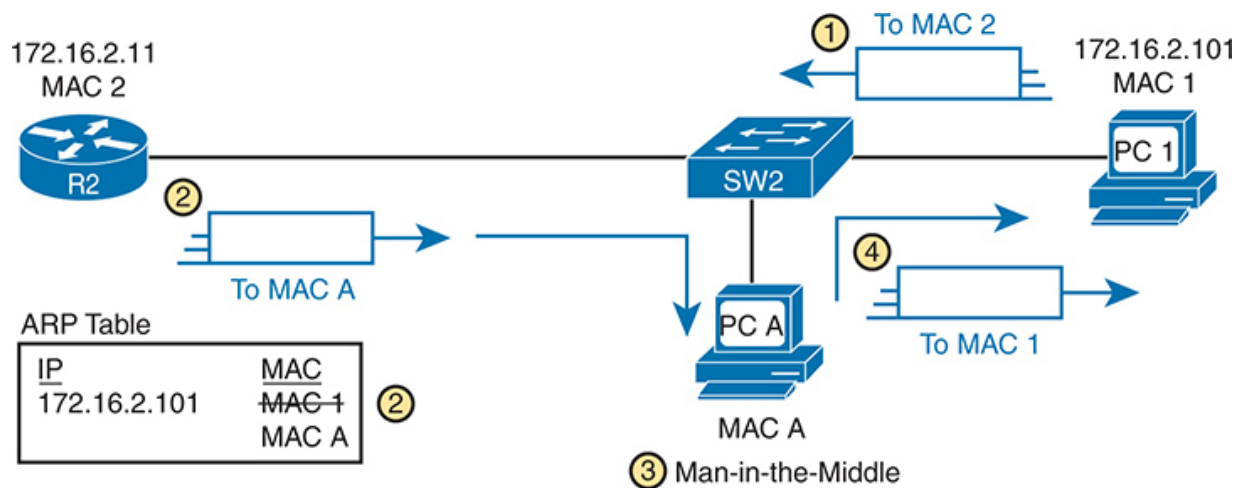 172.16.2.11
MAC 2
R2
1
To MAC 2
172.16.2.101
MAC 1
PC 1
SW2
2
To MAC A
4
To MAC 1
PC A
MAC A
3 Man-in-the-Middle
ARP Table
IP MAC
172.16.2.101 MAC 1 2
MAC A